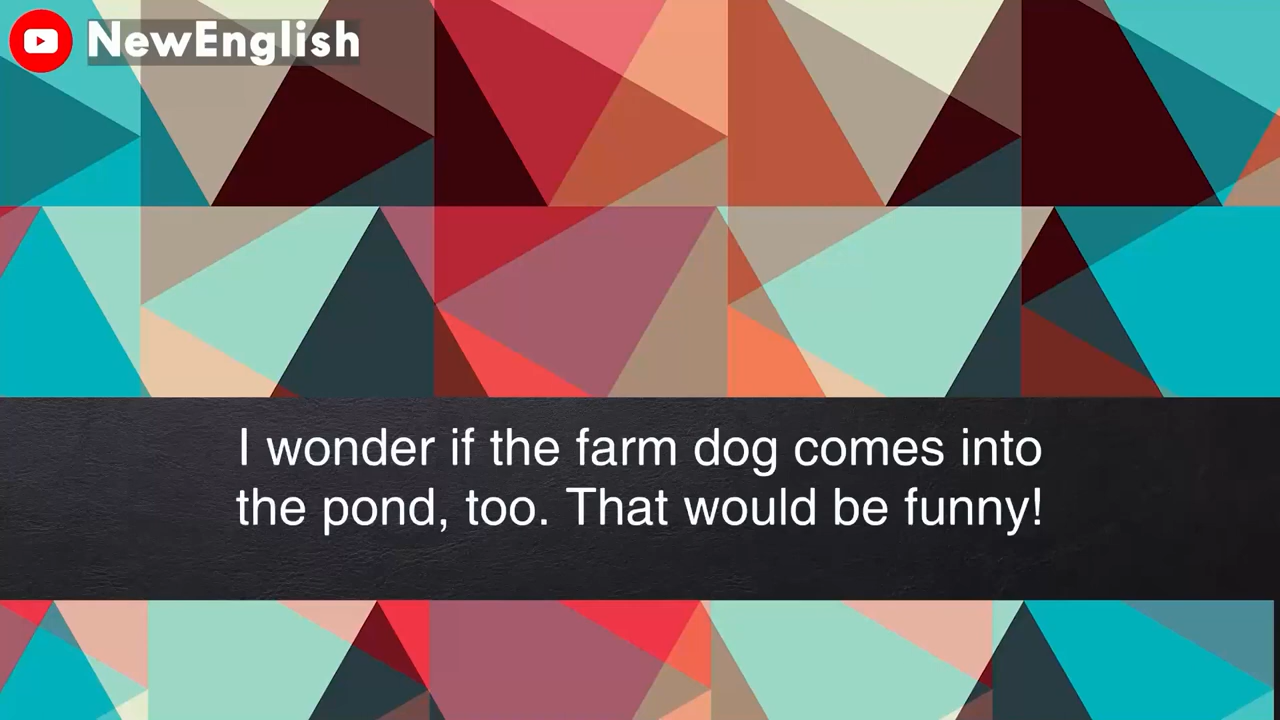 NewEnglish
I wonder if the farm dog comes into
the pond, too. That would be funny!